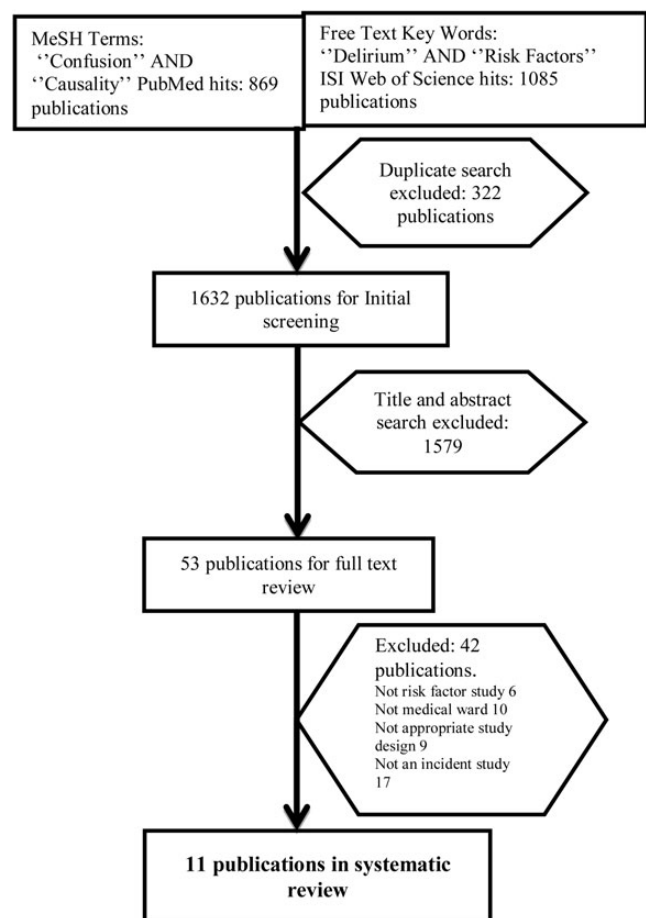 MeSH Terms:
‘‘Confusion’’ AND
‘‘Causality’’ PubMed hits: 869
publications
Free Text Key Words:
‘‘Delirium’’ AND ‘‘Risk Factors’’
ISI Web of Science hits: 1085
publications
Duplicate search
excluded: 322
publications
1632 publications for Initial
screening
Title and abstract
search excluded:
1579
53 publications for full text
review
Excluded: 42
publications.
Not risk factor study 6
Not medical ward 10
Not appropriate study
design 9
Not an incident study
17
11 publications in systematic
review